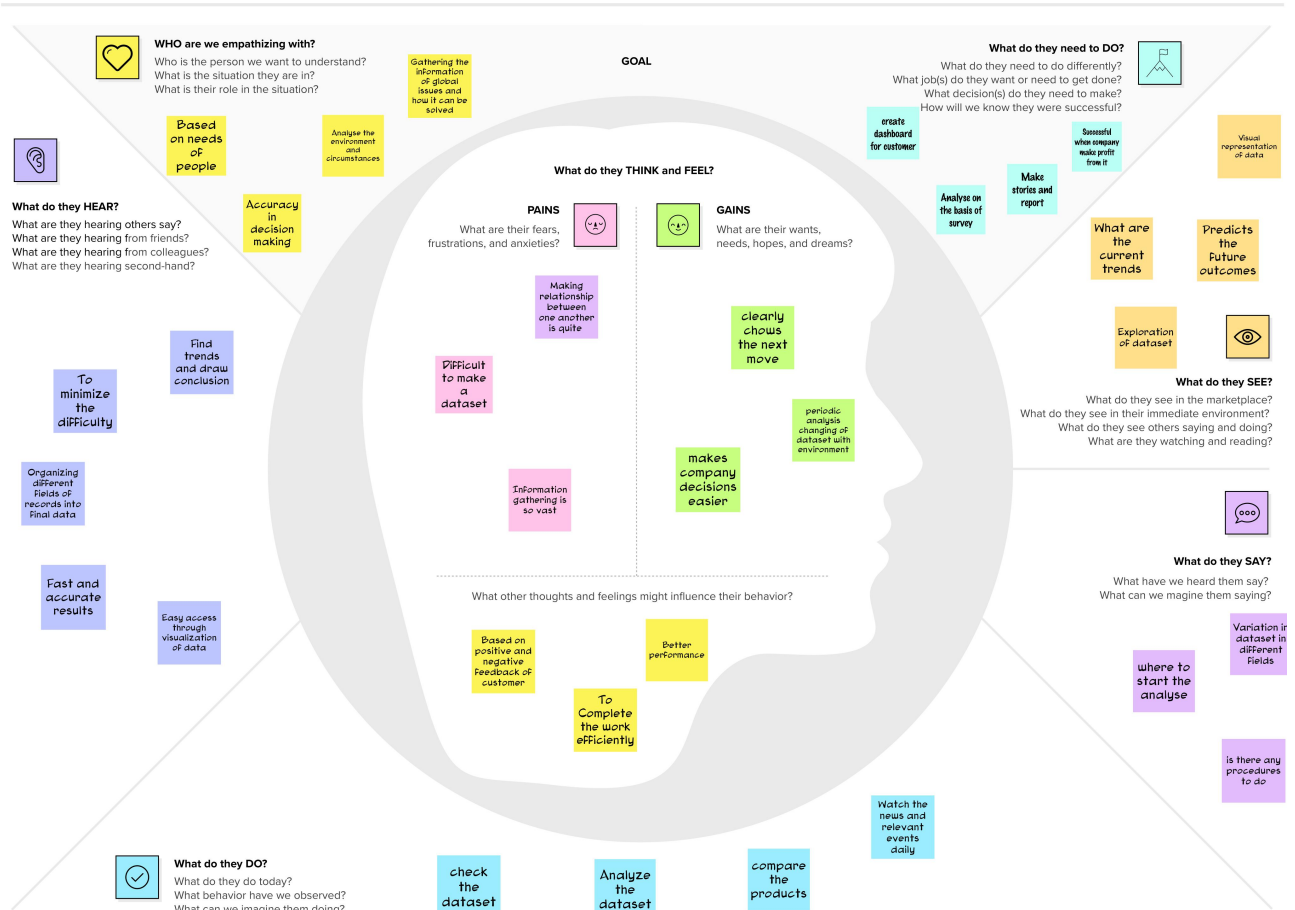 WHO are we empathizing with?
Who is the person we want to understand?
What is the situation they are in?
What is their role in the situation?
Gathering the
information
of global
issues and
how it can be
solved
Based
on needs
of
people
Analyse the
environment
and
circumstances
Accuracy
in
decision
making
GOAL
What do they need to DO?
What do they need to do differently?
What job(s) do they want or need to get done?
What decision(s) do they need to make?
How will we know they were successful?
create
dashboard
for customer
Successful
when company
make profit
from it
Make
stories and
report
Analyse on
the basis of
survey
Visual
representation
of data
What are
the
current
trends
Predicts
the
future
outcomes
Exploration
of dataset
What do they SEE?
What do they see in the marketplace?
What do they see in their immediate environment?
What do they see others saying and doing?
What are they watching and reading?
What do they HEAR?
What are they hearing others say?
What are they hearing from friends?
What are they hearing from colleagues?
What are they hearing second-hand?
Find
trends
and draw
conclusion
To
minimize
the
difficulty
Organizing
different
fields of
records into
final data
Fast and
accurate
results
Easy access
through
visualization
of data
What do they THINK and FEEL?
PAINS
What are their fears,
frustrations, and anxieties?
GAINS
What are their wants,
needs, hopes, and dreams?
Making
relationship
between
one another
is quite
Difficult
to make
a
dataset
Information
gathering is
so vast
clearly
chows
the next
move
periodic
analysis
changing of
dataset with
environment
makes
company
decisions
easier
What other thoughts and feelings might influence their behavior?
Based on
positive and
negative
feedback of
customer
Better
performance
To
Complete
the work
efficiently
What do they SAY?
What have we heard them say?
What can we magine them saying?
Variation in
dataset in
different
fields
where to
start the
analyse
is there any
procedures
to do
What do they DO?
What do they do today?
What behavior have we observed?
What can we imagine them doing?
check
the
dataset
Analyze
the
dataset
compare
the
products
Watch the
news and
relevant
events
daily